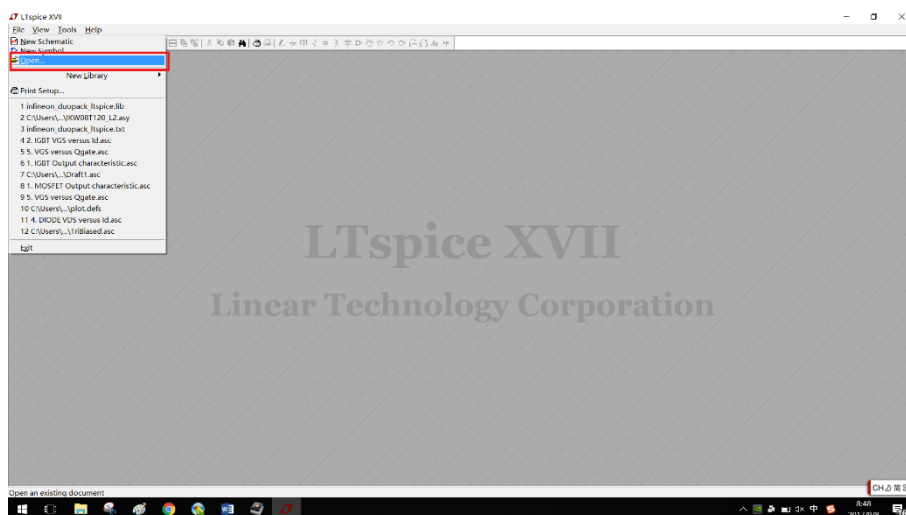 LTspice XVII
File View Tools Help
New Schematic
New Symbol
Open...
New Library
Print Setup...
1 infineon_duopack_ltspice.lib
2 C:\Users\...\IKW08T120_L2.asy
3 infineon_duopack_ltspice.txt
4 2. IGBT VGS versus Id.asc
5 5. VGS versus Qgate.asc
6 1. IGBT Output characteristic.asc
7 C:\Users\...\Draft1.asc
8 1. MOSFET Output characteristic.asc
9 5. VGS versus Qgate.asc
10 C:\Users\...\plot.defs
11 4. DIODE VDS versus Id.asc
12 C:\Users\...\TriBiased.asc
Exit
LTspice XVII
Linear Technology Corporation
Open an existing document
CH 简
中
8:48